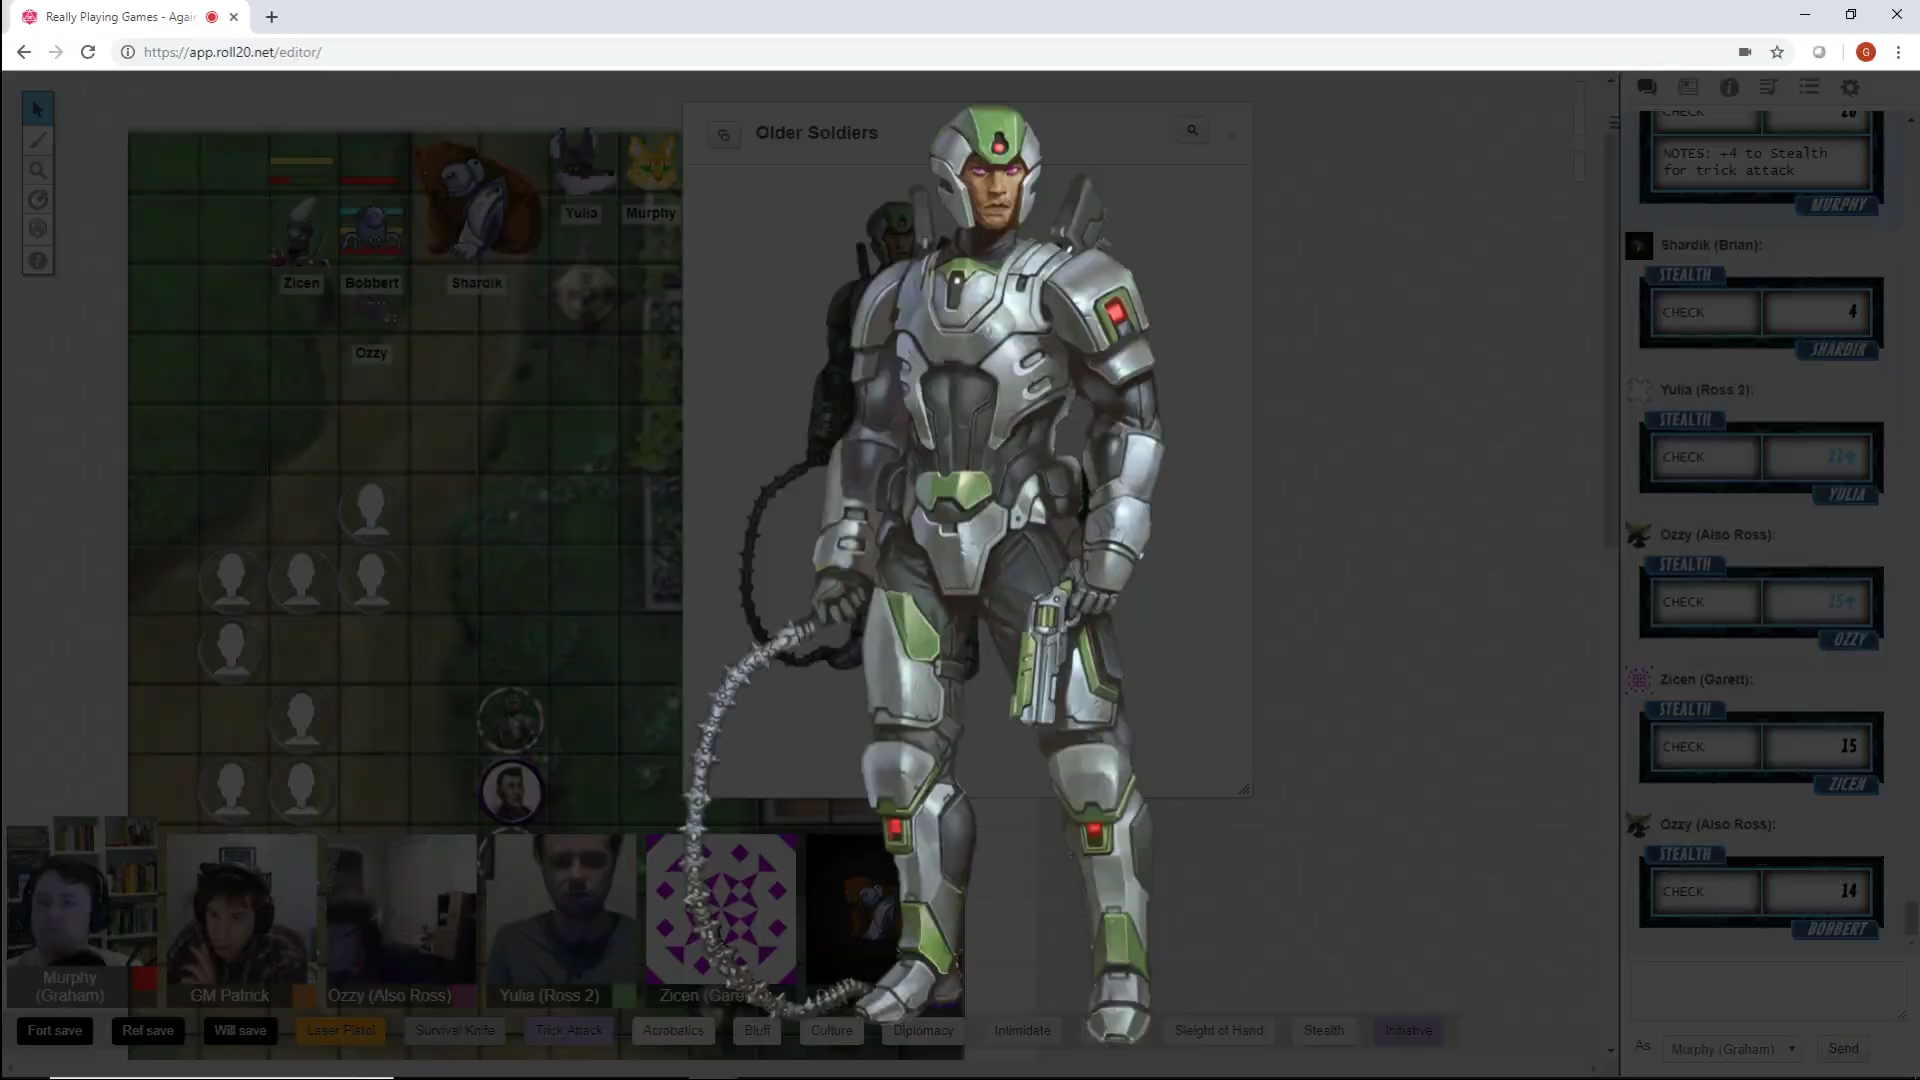 Really Playing Games - Agai
https://app.roll20.net/editor/
Older Soldiers
Yulia
Murphy
Zicen
Bobbert
Shardik
Ozzy
CHECK
20
NOTES: +4 to Stealth
for trick attack
MURPHY
Shardik (Brian):
STEALTH
CHECK
4
SHARDIK
Yulia (Ross 2):
STEALTH
CHECK
YULIA
Ozzy (Also Ross):
STEALTH
CHECK
OZZY
Zicen (Garett):
STEALTH
CHECK
15
ZICEN
Ozzy (Also Ross):
STEALTH
CHECK
14
BOBBERT
Murphy
(Graham)
GM Patrick
Ozzy (Also Ross)
Yulia (Ross 2)
Zicen (Gare
Fort save
Ref save
Will save
Laser Pistol
Survival Knife
Trick Attack
Acrobatics
Bluff
Culture
Diplomacy
Intimidate
Sleight of Hand
Stealth
Initiative
As:
Murphy (Graham)
Send
G